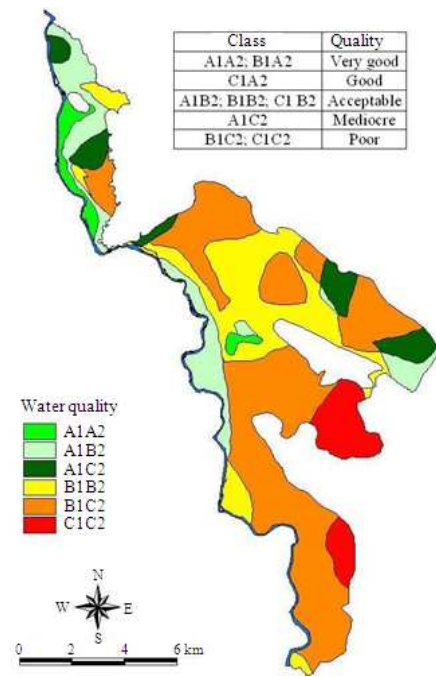 Class Quality
A1A2; B1A2 Very good
C1A2 Good
A1B2; B1B2; C1 B2 Acceptable
A1C2 Mediocre
B1C2; C1C2 Poor
Water quality
A1A2
A1B2
A1C2
B1B2
B1C2
C1C2
N
W E
S
0 2 4 6 km